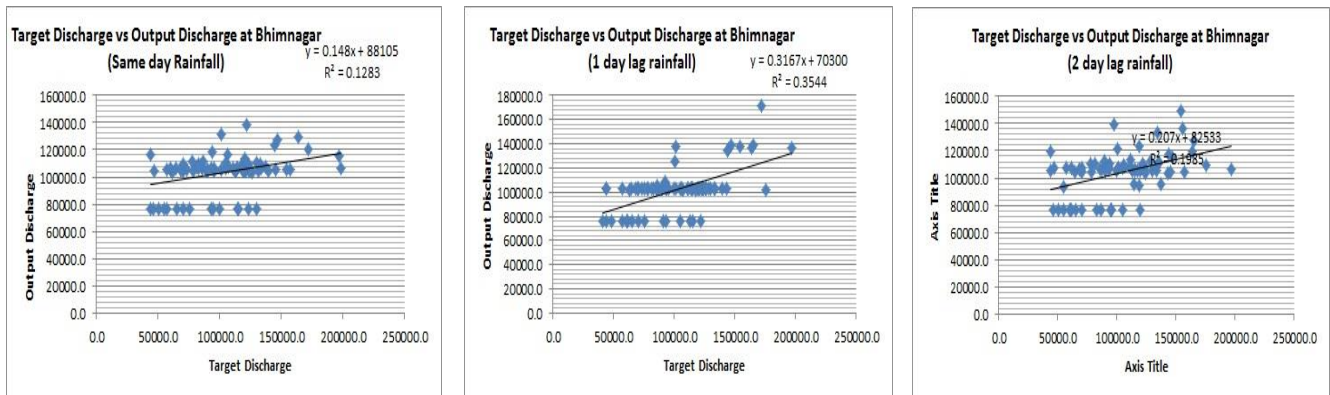 Target Discharge vs Output Discharge at Bhimnagar
(Same day Rainfall)
y = 0.148x + 88105
R² = 0.1283
160000.0
140000.0
120000.0
100000.0
80000.0
60000.0
40000.0
20000.0
0.0
Output Discharge
0.0 50000.0 100000.0 150000.0 200000.0 250000.0
Target Discharge
Target Discharge vs Output Discharge at Bhimnagar
(1 day lag rainfall)
y = 0.3167x + 70300
R² = 0.3544
180000.0
160000.0
140000.0
120000.0
100000.0
80000.0
60000.0
40000.0
20000.0
0.0
Output Discharge
0.0 50000.0 100000.0 150000.0 200000.0 250000.0
Target Discharge
Target Discharge vs Output Discharge at Bhimnagar
(2 day lag rainfall)
y = 0.207x + 82533
R² = 0.1985
160000.0
140000.0
120000.0
100000.0
80000.0
60000.0
40000.0
20000.0
0.0
Axis Title
0.0 50000.0 100000.0 150000.0 200000.0 250000.0
Axis Title